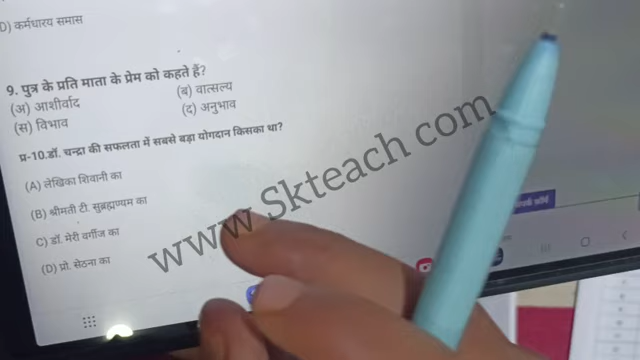 D) कर्मधारय समास
9. पुत्र के प्रति माता के प्रेम को कहते हैं?
(अ) आशीर्वाद (ब) वात्सल्य
(स) विभाव (द) अनुभाव
प्र-10.डॉ. चन्द्रा की सफलता में सबसे बड़ा योगदान किसका था?
(A) लेखिका शिवानी का
(B) श्रीमती टी. सुब्रह्मण्यम का
C) डॉ. मेरी वर्गीज का
(D) प्रो. सेठना का
www.Skteach.com